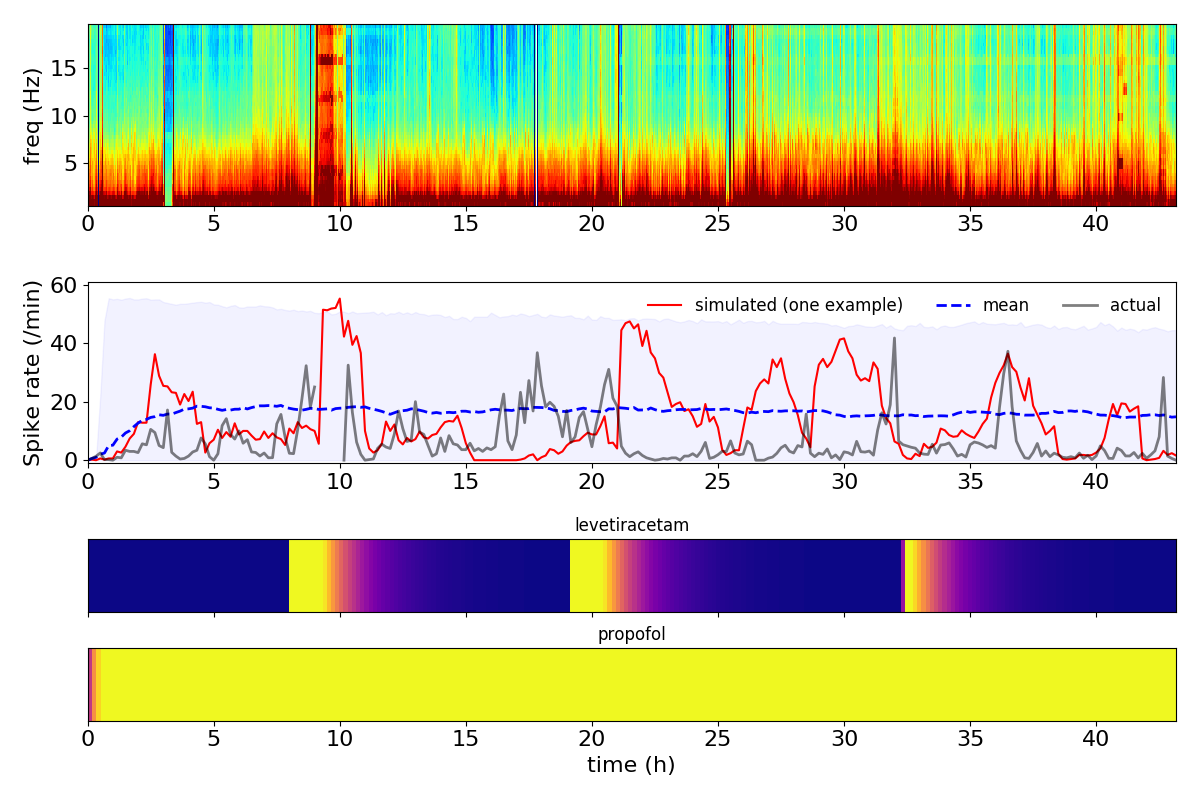 freq (Hz)
15
10
5
0 5 10 15 20 25 30 35 40
Spike rate (/min)
60
40
20
0
simulated (one example) mean actual
0 5 10 15 20 25 30 35 40
levetiracetam
propofol
0 5 10 15 20 25 30 35 40
time (h)